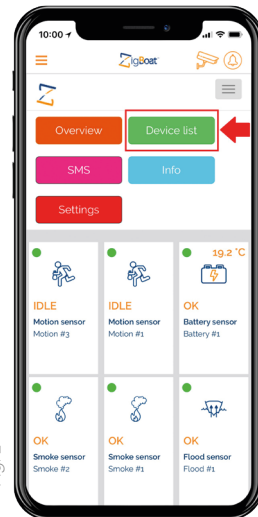 10:00
ZigBoat
Overview
Device list
SMS
Info
Settings
19.2 °C
IDLE
IDLE
OK
Motion sensor
Motion sensor
Battery sensor
Motion #3
Motion #1
Battery #1
OK
OK
OK
Smoke sensor
Smoke sensor
Flood sensor
Smoke #2
Smoke #1
Flood #1